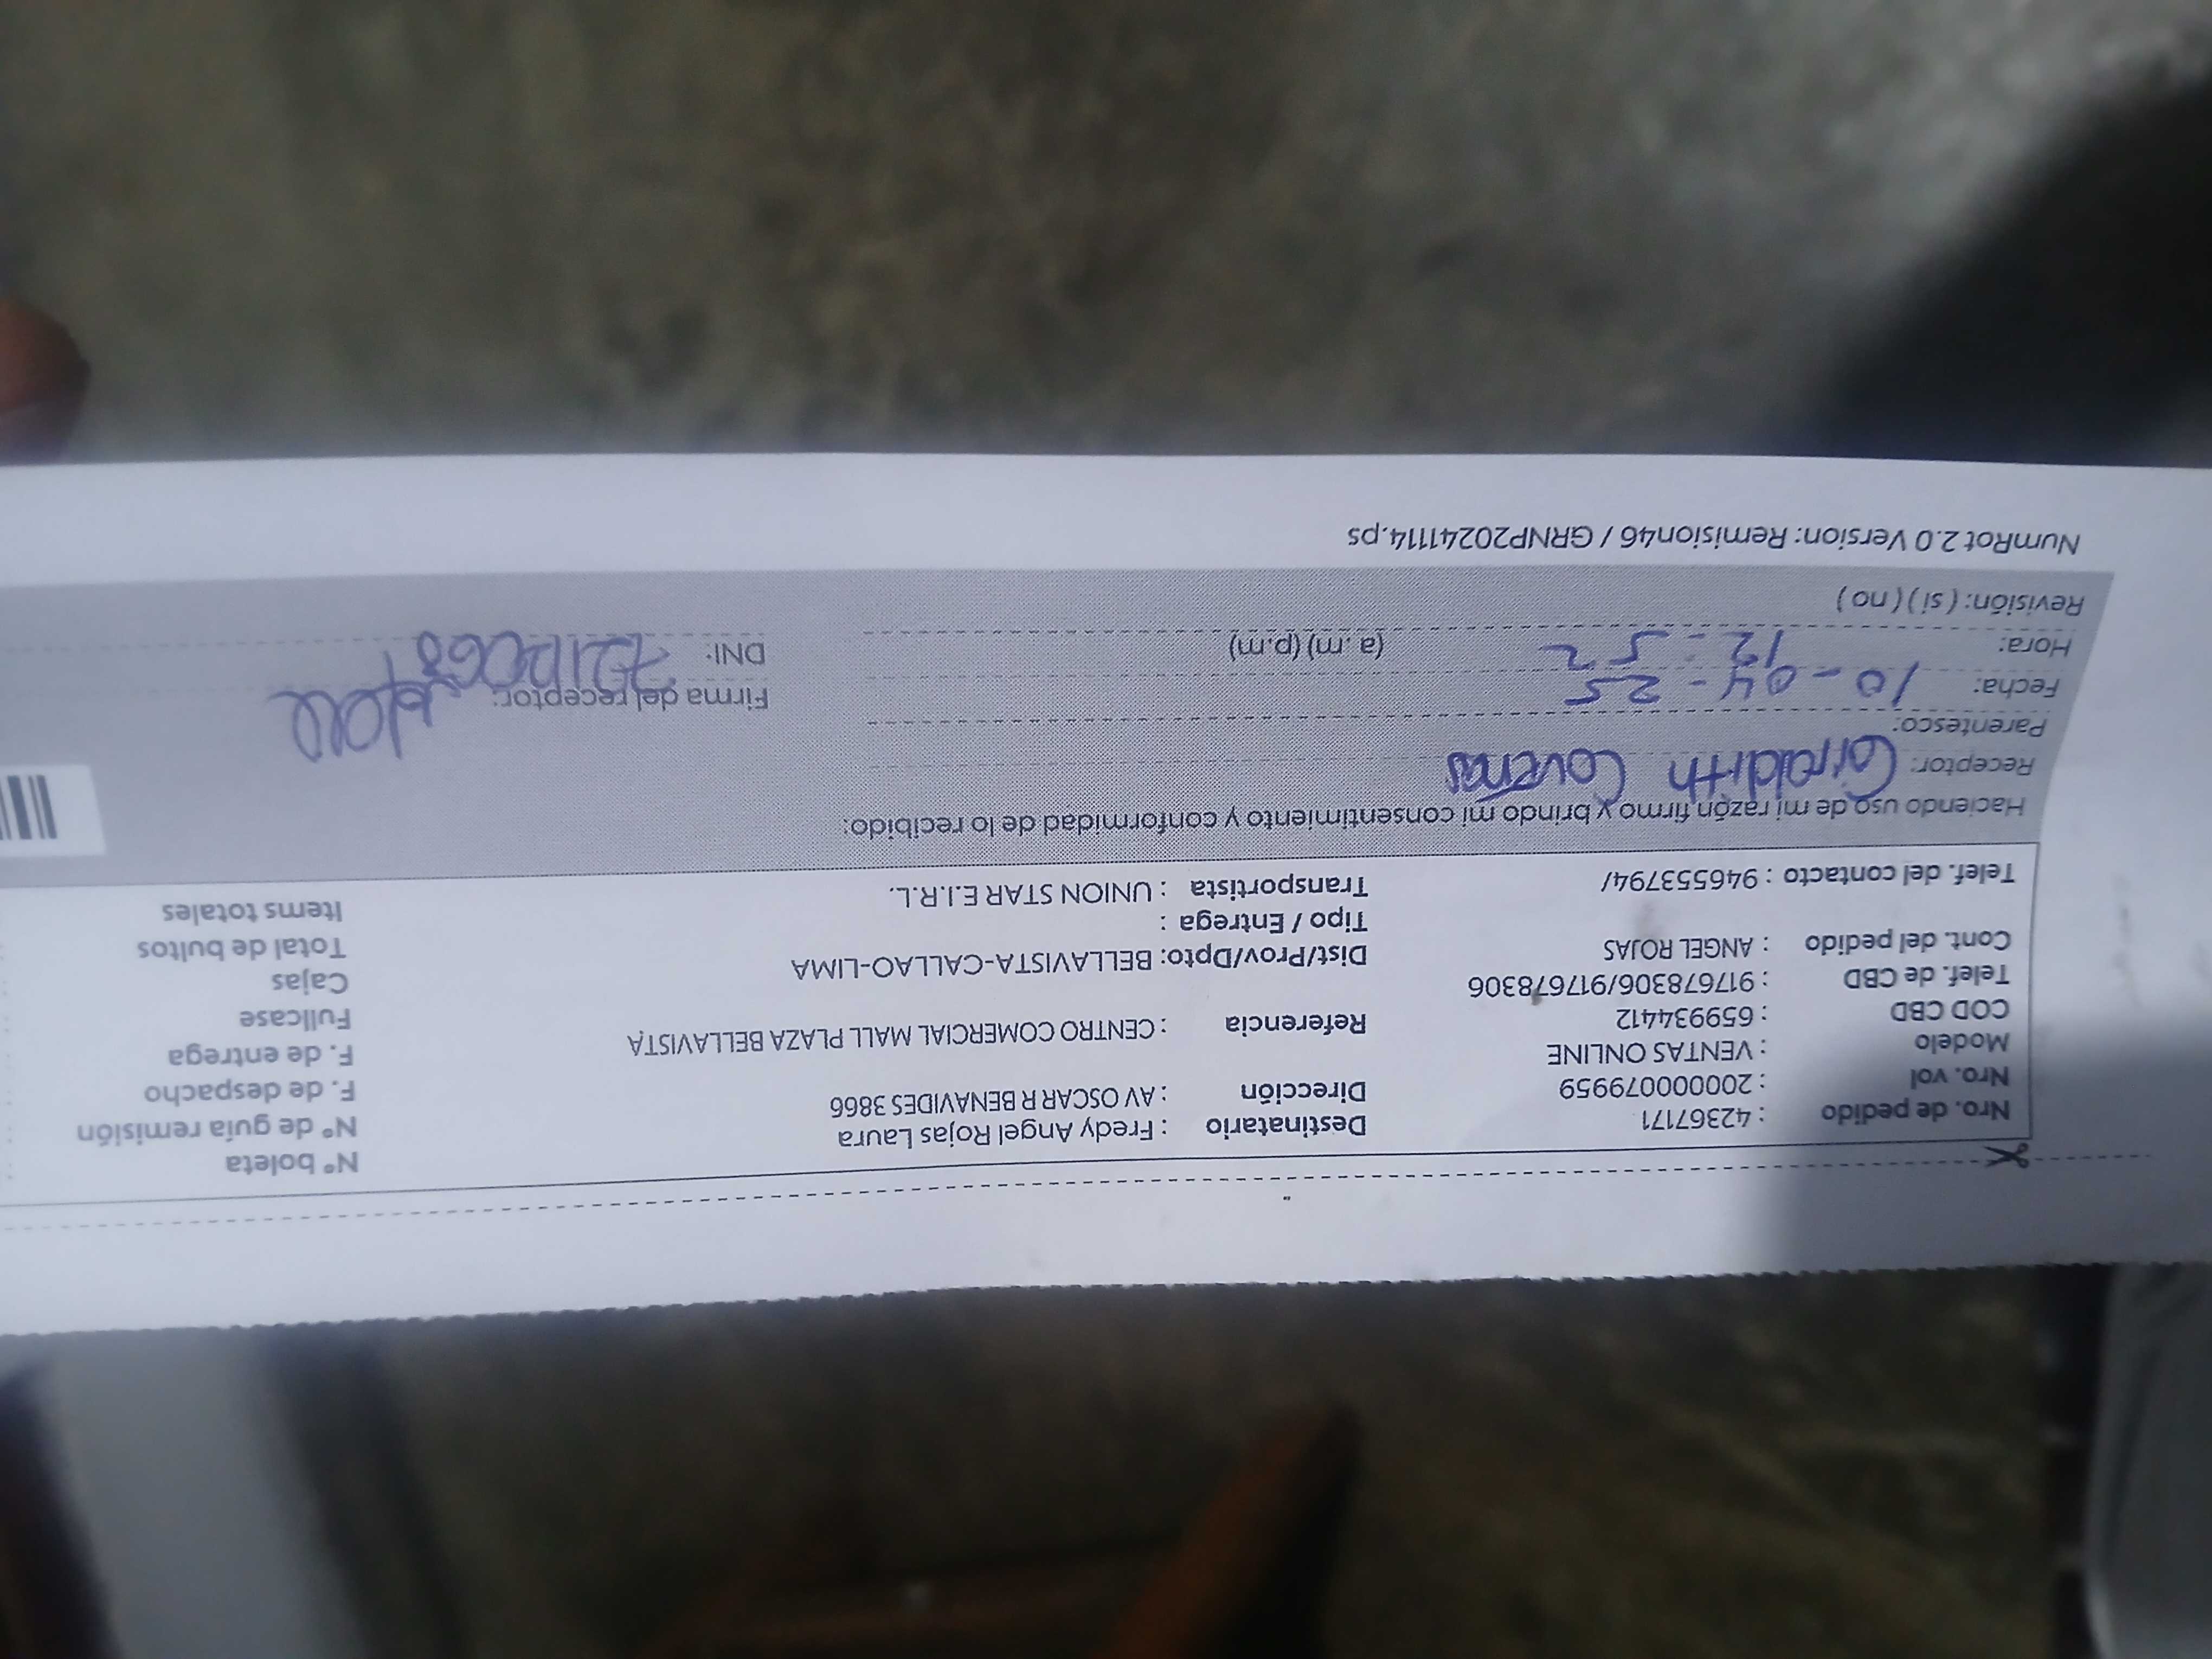 Nro. de pedido : 42367171
Nro. vol : 20000079959
Modelo : VENTAS ONLINE
COD CBD : 659934412
Telef. de CBD : 917678306/917678306
Cont. del pedido : ANGEL ROJAS
Telef. del contacto : 946553794/
Destinatario : Fredy Angel Rojas Laura
Dirección : AV OSCAR R BENAVIDES 3866
Referencia : CENTRO COMERCIAL MALL PLAZA BELLAVISTA
Dist/Prov/Dpto: BELLAVISTA-CALLAO-LIMA
Tipo / Entrega :
Transportista : UNION STAR E.I.R.L.
N° boleta
N° de guía remisión
F. de despacho
F. de entrega
Fullcase
Cajas
Total de bultos
Items totales
Haciendo uso de mi razón firmo y brindo mi consentimiento y conformidad de lo recibido:
Receptor: Coveñas
Parentesco:
Fecha: 10-04-25
Hora: 12-52 (a.m) (p.m)
Revisión: ( si ) ( no )
Firma del receptor:
DNI:
NumRot 2.0 Version: Remision46 / GRNP20241114.ps